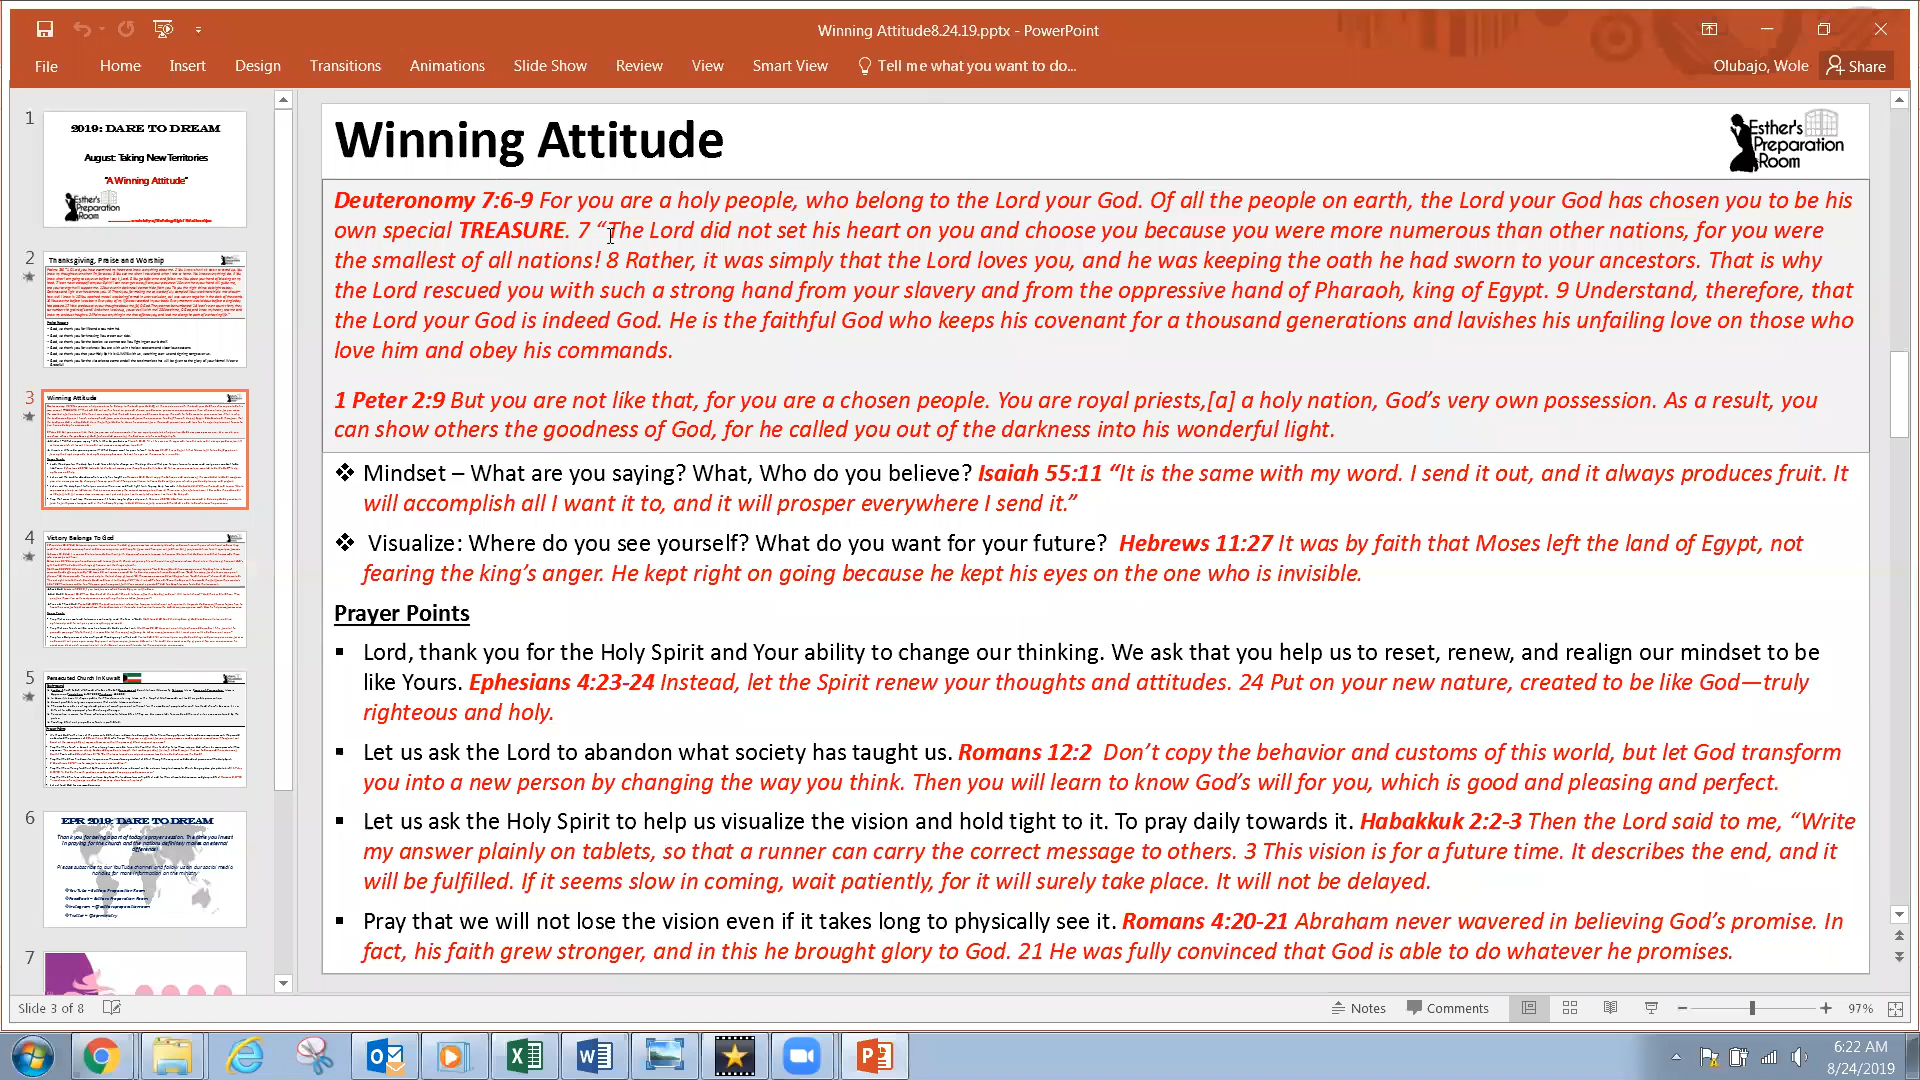 Winning Attitude8.24.19.pptx - PowerPoint
File Home Insert Design Transitions Animations Slide Show Review View Smart View Tell me what you want to do... Olubajo, Wole Share
1
2019: DARE TO DREAM
August: Taking New Territories
"A Winning Attitude"
Esther's
Preparation
Room
2
Thanksgiving, Praise and Worship
3
Winning Attitude
4
Victory Belongs To God
5
Persecuted Church In Kuwait
6
EPR 2019: DARE TO DREAM
7
Winning Attitude
Esther's
Preparation
Room
Deuteronomy 7:6-9 For you are a holy people, who belong to the Lord your God. Of all the people on earth, the Lord your God has chosen you to be his
own special TREASURE. 7 “The Lord did not set his heart on you and choose you because you were more numerous than other nations, for you were
the smallest of all nations! 8 Rather, it was simply that the Lord loves you, and he was keeping the oath he had sworn to your ancestors. That is why
the Lord rescued you with such a strong hand from your slavery and from the oppressive hand of Pharaoh, king of Egypt. 9 Understand, therefore, that
the Lord your God is indeed God. He is the faithful God who keeps his covenant for a thousand generations and lavishes his unfailing love on those who
love him and obey his commands.
1 Peter 2:9 But you are not like that, for you are a chosen people. You are royal priests,[a] a holy nation, God’s very own possession. As a result, you
can show others the goodness of God, for he called you out of the darkness into his wonderful light.
❖ Mindset – What are you saying? What, Who do you believe? Isaiah 55:11 “It is the same with my word. I send it out, and it always produces fruit. It
will accomplish all I want it to, and it will prosper everywhere I send it.”
❖ Visualize: Where do you see yourself? What do you want for your future? Hebrews 11:27 It was by faith that Moses left the land of Egypt, not
fearing the king’s anger. He kept right on going because he kept his eyes on the one who is invisible.
Prayer Points
▪ Lord, thank you for the Holy Spirit and Your ability to change our thinking. We ask that you help us to reset, renew, and realign our mindset to be
like Yours. Ephesians 4:23-24 Instead, let the Spirit renew your thoughts and attitudes. 24 Put on your new nature, created to be like God—truly
righteous and holy.
▪ Let us ask the Lord to abandon what society has taught us. Romans 12:2 Don’t copy the behavior and customs of this world, but let God transform
you into a new person by changing the way you think. Then you will learn to know God’s will for you, which is good and pleasing and perfect.
▪ Let us ask the Holy Spirit to help us visualize the vision and hold tight to it. To pray daily towards it. Habakkuk 2:2-3 Then the Lord said to me, “Write
my answer plainly on tablets, so that a runner can carry the correct message to others. 3 This vision is for a future time. It describes the end, and it
will be fulfilled. If it seems slow in coming, wait patiently, for it will surely take place. It will not be delayed.
▪ Pray that we will not lose the vision even if it takes long to physically see it. Romans 4:20-21 Abraham never wavered in believing God’s promise. In
fact, his faith grew stronger, and in this he brought glory to God. 21 He was fully convinced that God is able to do whatever he promises.
Slide 3 of 8 Notes Comments 97%
6:22 AM
8/24/2019